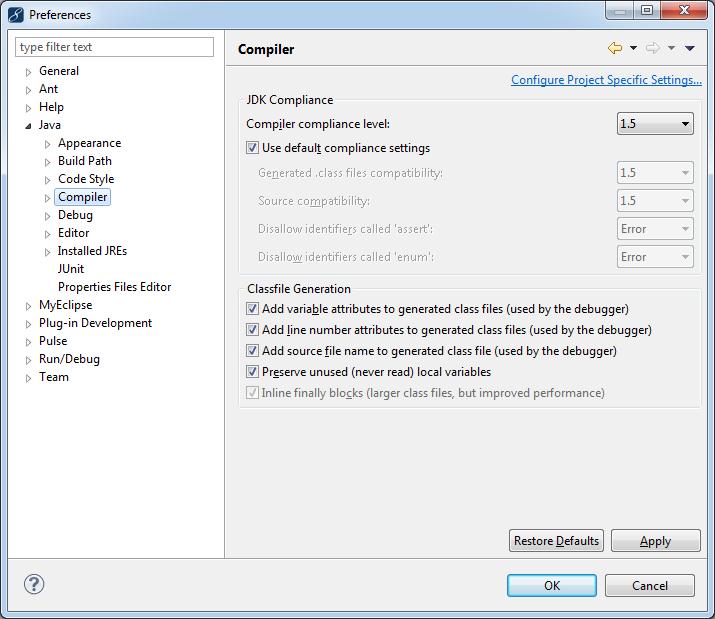 Preferences
type filter text
General
Ant
Help
Java
Appearance
Build Path
Code Style
Compiler
Debug
Editor
Installed JREs
JUnit
Properties Files Editor
MyEclipse
Plug-in Development
Pulse
Run/Debug
Team
Compiler
Configure Project Specific Settings...
JDK Compliance
Compiler compliance level: 1.5
Use default compliance settings
Generated .class files compatibility: 1.5
Source compatibility: 1.5
Disallow identifiers called 'assert': Error
Disallow identifiers called 'enum': Error
Classfile Generation
Add variable attributes to generated class files (used by the debugger)
Add line number attributes to generated class files (used by the debugger)
Add source file name to generated class file (used by the debugger)
Preserve unused (never read) local variables
Inline finally blocks (larger class files, but improved performance)
Restore Defaults Apply
? OK Cancel